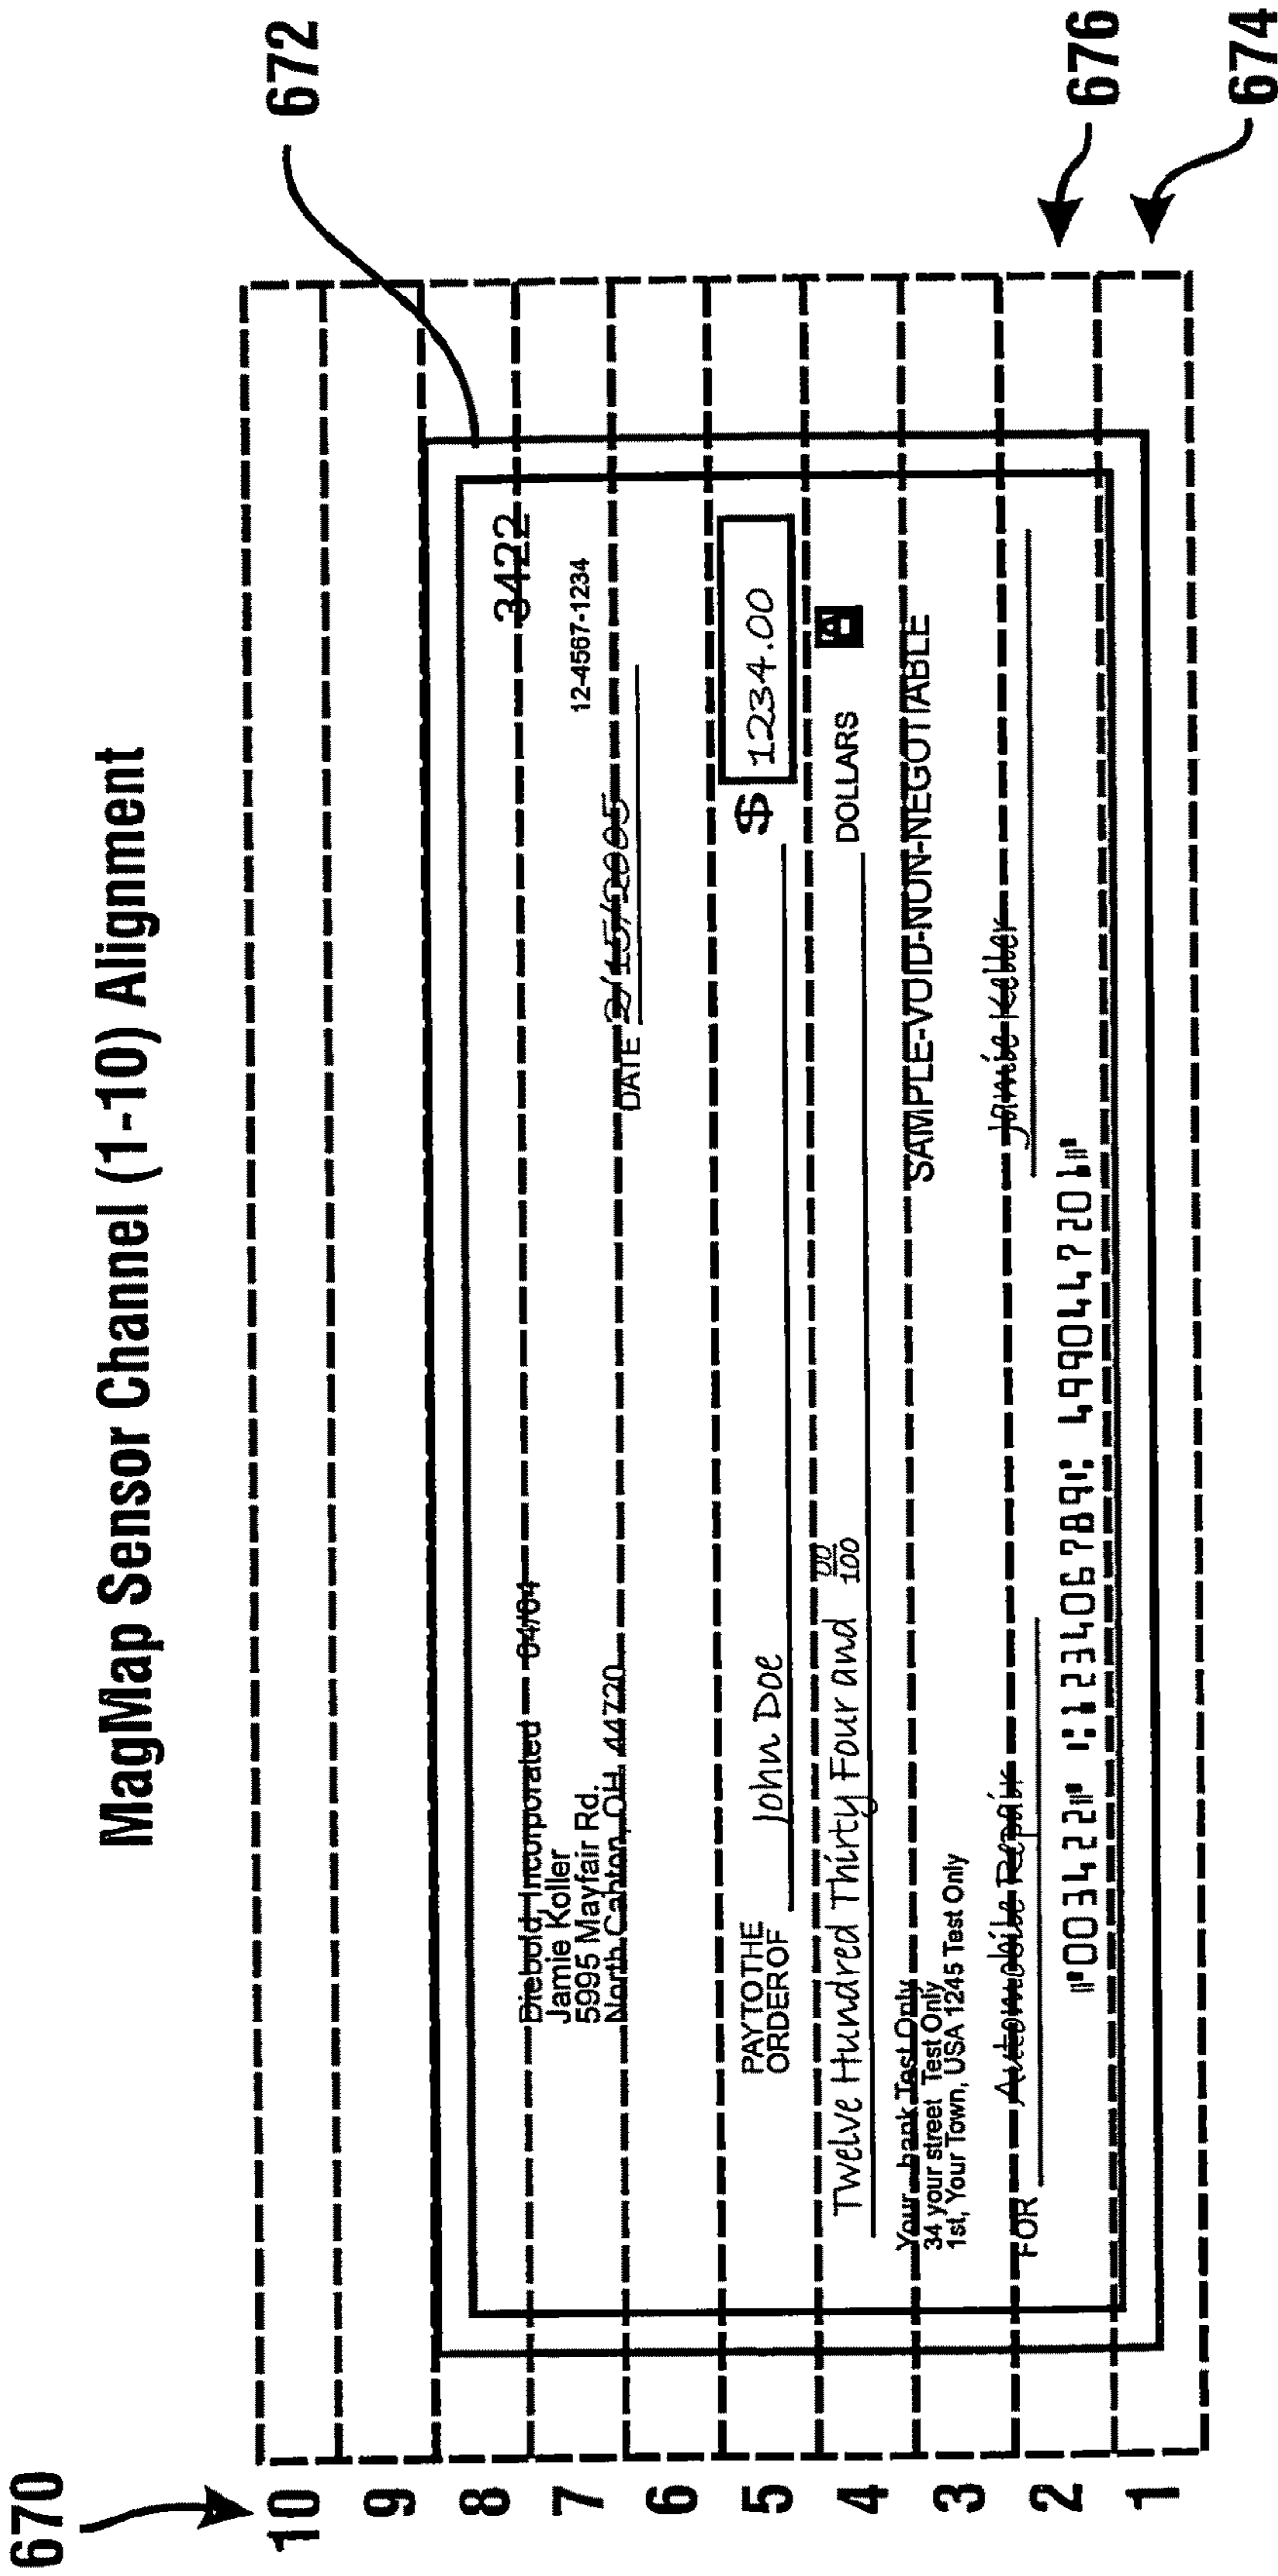 MagMap Sensor Channel (1-10) Alignment
670
672
10
9
8
3422
Diebold, Incorporated 04/04
Jamie Koller
7
12-4567-1234
5995 Mayfair Rd.
North Canton, OH 44720
DATE 2/15/2005
6
PAY TO THE
ORDER OF John Doe $ 1234.00
5
Twelve Hundred Thirty Four and 00/100 DOLLARS
4
Your bank Test Only
SAMPLE-VOID-NON-NEGOTIABLE
34 your street Test Only
1st, Your Town, USA 1245 Test Only
3
FOR Automobile Repair Jamie Keller
2
676
⑈003422⑈ ⑆123406789⑆ 499044720⑈
1
674